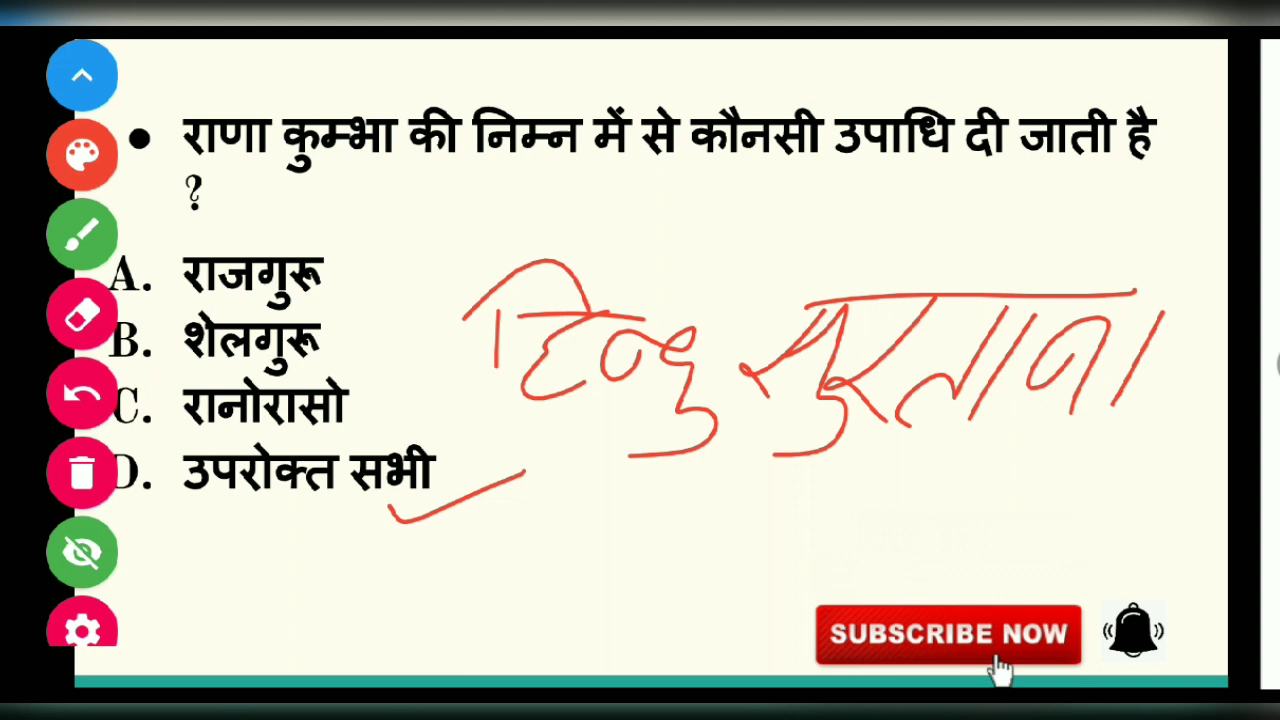 ● राणा कुम्भा की निम्न में से कौनसी उपाधि दी जाती है
?
A. राजगुरू
B. शेलगुरू
C. रानोरासो
D. उपरोक्त सभी
हिन्दु सुरताण
SUBSCRIBE NOW